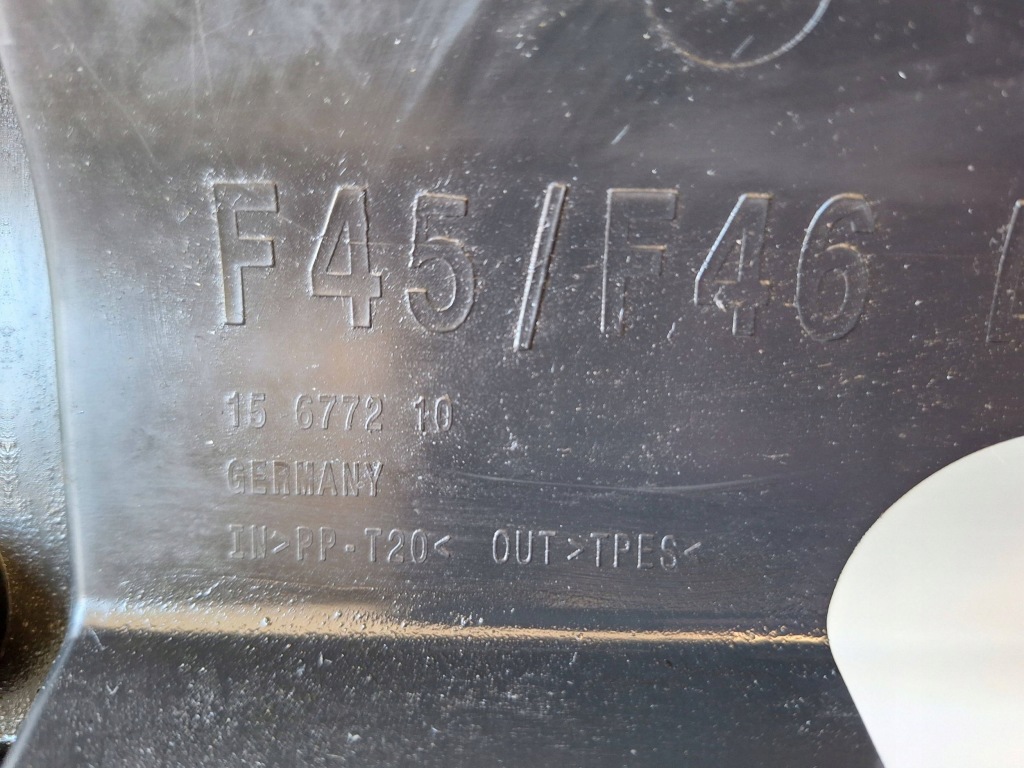 F45/F46
15 6772 10
GERMANY
IN>PP-T20< OUT>TPES<